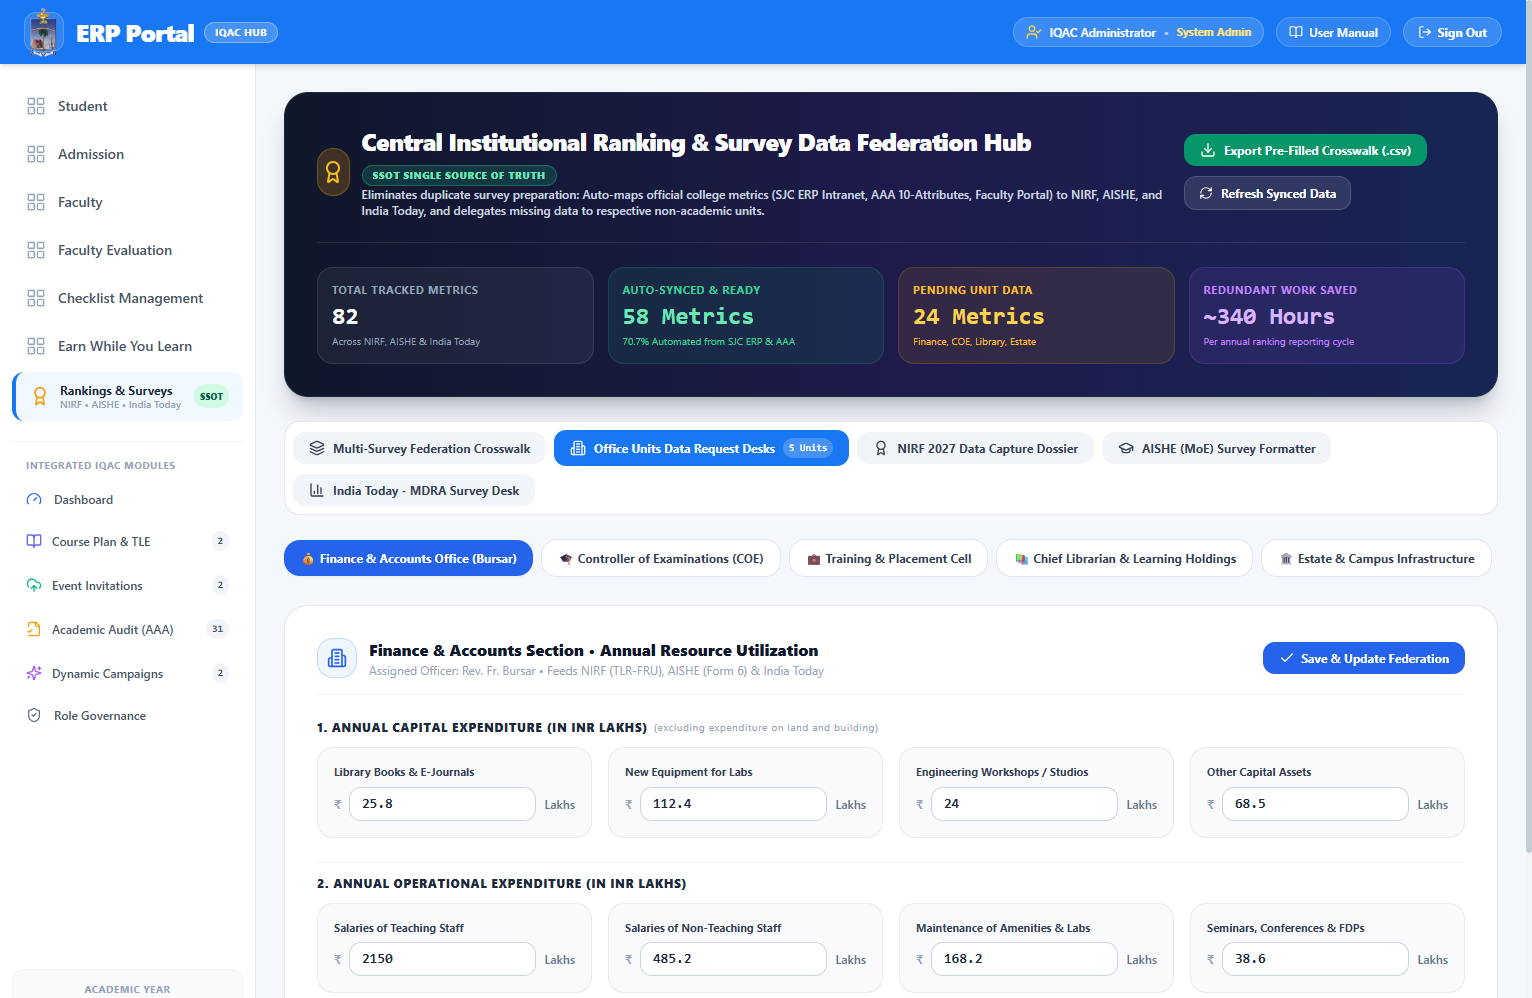 ERP Portal
IQAC HUB
IQAC Administrator • System Admin
User Manual
Sign Out
Student
Admission
Faculty
Faculty Evaluation
Checklist Management
Earn While You Learn
Rankings & Surveys
NIRF • AISHE • India Today
SSOT
INTEGRATED IQAC MODULES
Dashboard
Course Plan & TLE 2
Event Invitations 2
Academic Audit (AAA) 31
Dynamic Campaigns 2
Role Governance
ACADEMIC YEAR
Central Institutional Ranking & Survey Data Federation Hub
SSOT SINGLE SOURCE OF TRUTH
Eliminates duplicate survey preparation: Auto-maps official college metrics (SJC ERP Intranet, AAA 10-Attributes, Faculty Portal) to NIRF, AISHE, and
India Today, and delegates missing data to respective non-academic units.
Export Pre-Filled Crosswalk (.csv)
Refresh Synced Data
TOTAL TRACKED METRICS
82
Across NIRF, AISHE & India Today
AUTO-SYNCED & READY
58 Metrics
70.7% Automated from SJC ERP & AAA
PENDING UNIT DATA
24 Metrics
Finance, COE, Library, Estate
REDUNDANT WORK SAVED
~340 Hours
Per annual ranking reporting cycle
Multi-Survey Federation Crosswalk
Office Units Data Request Desks 5 Units
NIRF 2027 Data Capture Dossier
AISHE (MoE) Survey Formatter
India Today - MDRA Survey Desk
Finance & Accounts Office (Bursar)
Controller of Examinations (COE)
Training & Placement Cell
Chief Librarian & Learning Holdings
Estate & Campus Infrastructure
Finance & Accounts Section • Annual Resource Utilization
Assigned Officer: Rev. Fr. Bursar • Feeds NIRF (TLR-FRU), AISHE (Form 6) & India Today
Save & Update Federation
1. ANNUAL CAPITAL EXPENDITURE (IN INR LAKHS) (excluding expenditure on land and building)
Library Books & E-Journals
₹ 25.8 Lakhs
New Equipment for Labs
₹ 112.4 Lakhs
Engineering Workshops / Studios
₹ 24 Lakhs
Other Capital Assets
₹ 68.5 Lakhs
2. ANNUAL OPERATIONAL EXPENDITURE (IN INR LAKHS)
Salaries of Teaching Staff
₹ 2150 Lakhs
Salaries of Non-Teaching Staff
₹ 485.2 Lakhs
Maintenance of Amenities & Labs
₹ 168.2 Lakhs
Seminars, Conferences & FDPs
₹ 38.6 Lakhs